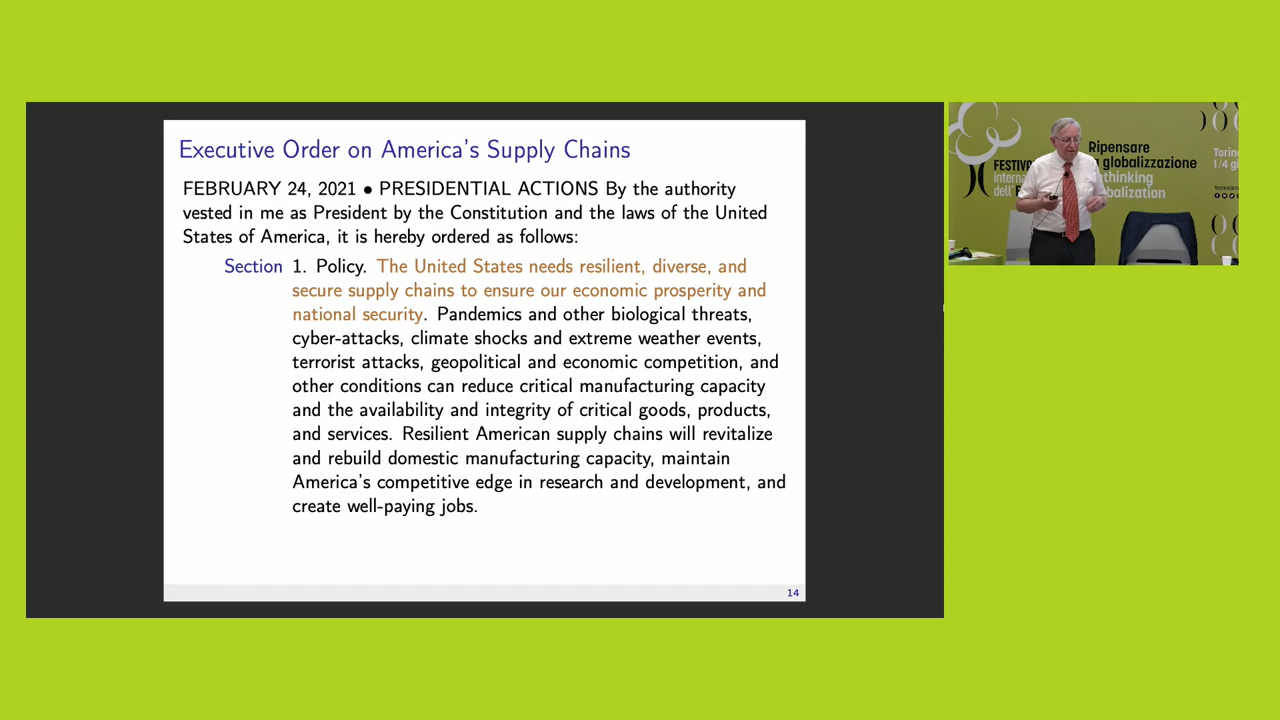 Executive Order on America's Supply Chains
FEBRUARY 24, 2021 • PRESIDENTIAL ACTIONS By the authority
vested in me as President by the Constitution and the laws of the United
States of America, it is hereby ordered as follows:
Section 1. Policy. The United States needs resilient, diverse, and
secure supply chains to ensure our economic prosperity and
national security. Pandemics and other biological threats,
cyber-attacks, climate shocks and extreme weather events,
terrorist attacks, geopolitical and economic competition, and
other conditions can reduce critical manufacturing capacity
and the availability and integrity of critical goods, products,
and services. Resilient American supply chains will revitalize
and rebuild domestic manufacturing capacity, maintain
America's competitive edge in research and development, and
create well-paying jobs.
14
FESTIVA
interna
dell'
Ripensare
a globalizzazione
thinking
balization
Torino
1/4 gi